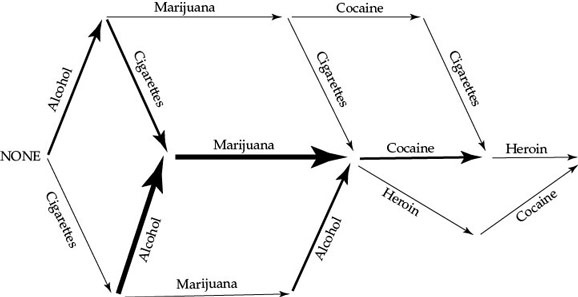 Marijuana
Cocaine
Alcohol
Cigarettes
Cigarettes
Cigarettes
NONE
Marijuana
Cocaine
Heroin
Cigarettes
Alcohol
Alcohol
Heroin
Cocaine
Marijuana